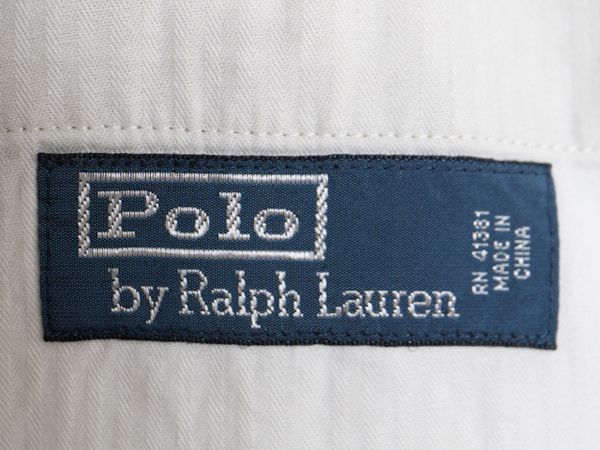 Polo
by Ralph Lauren
RN 41381
MADE IN
CHINA